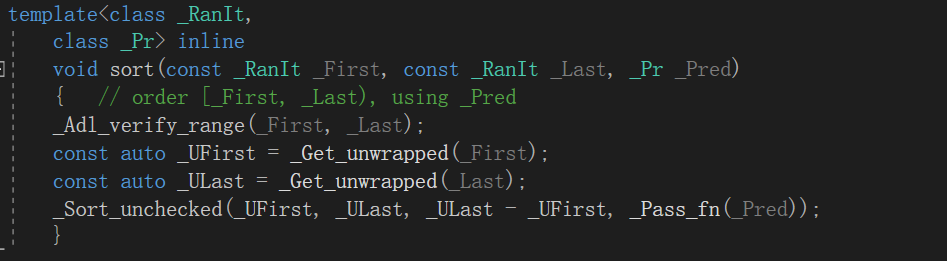 template<class _RanIt,
    class _Pr> inline
    void sort(const _RanIt _First, const _RanIt _Last, _Pr _Pred)
    {   // order [_First, _Last), using _Pred
    _Adl_verify_range(_First, _Last);
    const auto _UFirst = _Get_unwrapped(_First);
    const auto _ULast = _Get_unwrapped(_Last);
    _Sort_unchecked(_UFirst, _ULast, _ULast - _UFirst, _Pass_fn(_Pred));
    }